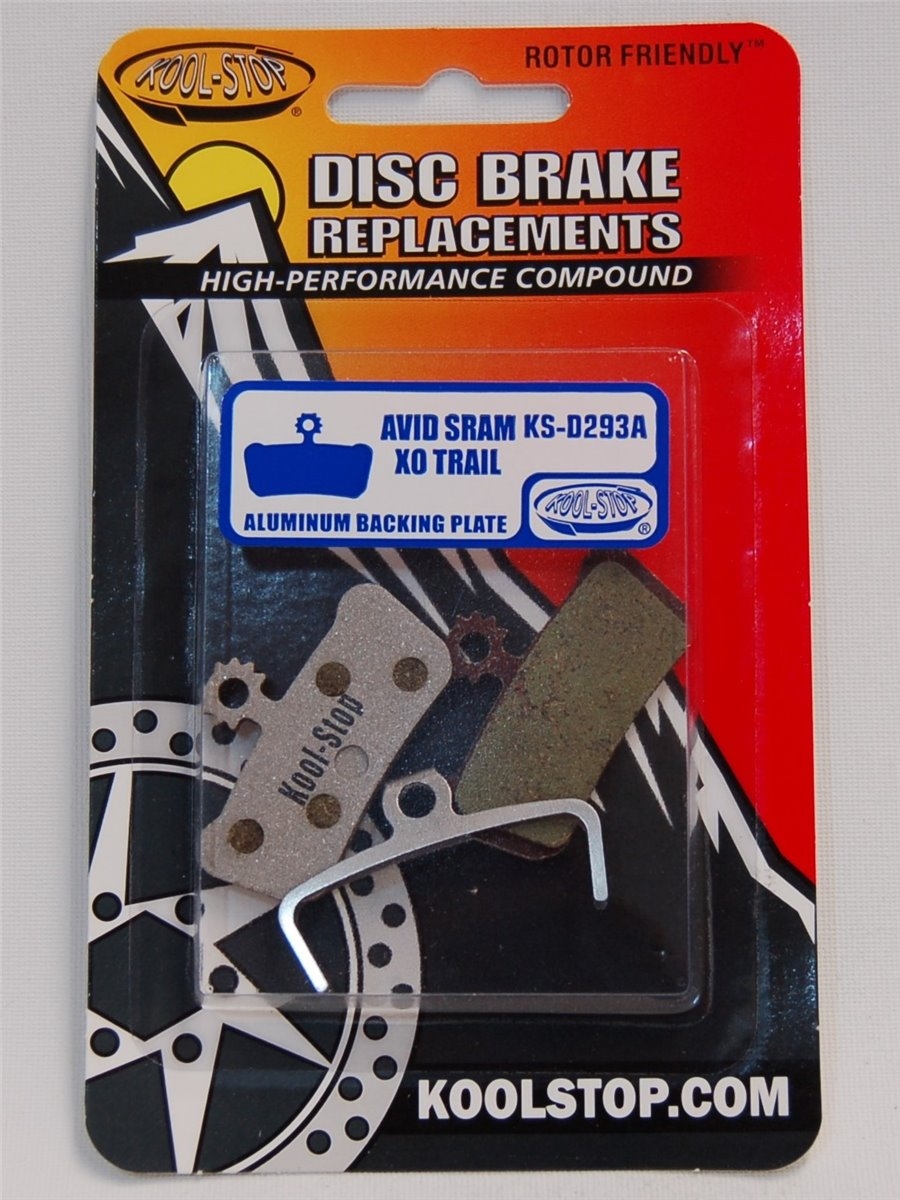 KOOL-STOP®
ROTOR FRIENDLY™
DISC BRAKE
REPLACEMENTS
HIGH-PERFORMANCE COMPOUND
AVID SRAM KS-D293A
XO TRAIL
ALUMINUM BACKING PLATE
KOOL-STOP®
Kool-Stop
KOOLSTOP.COM